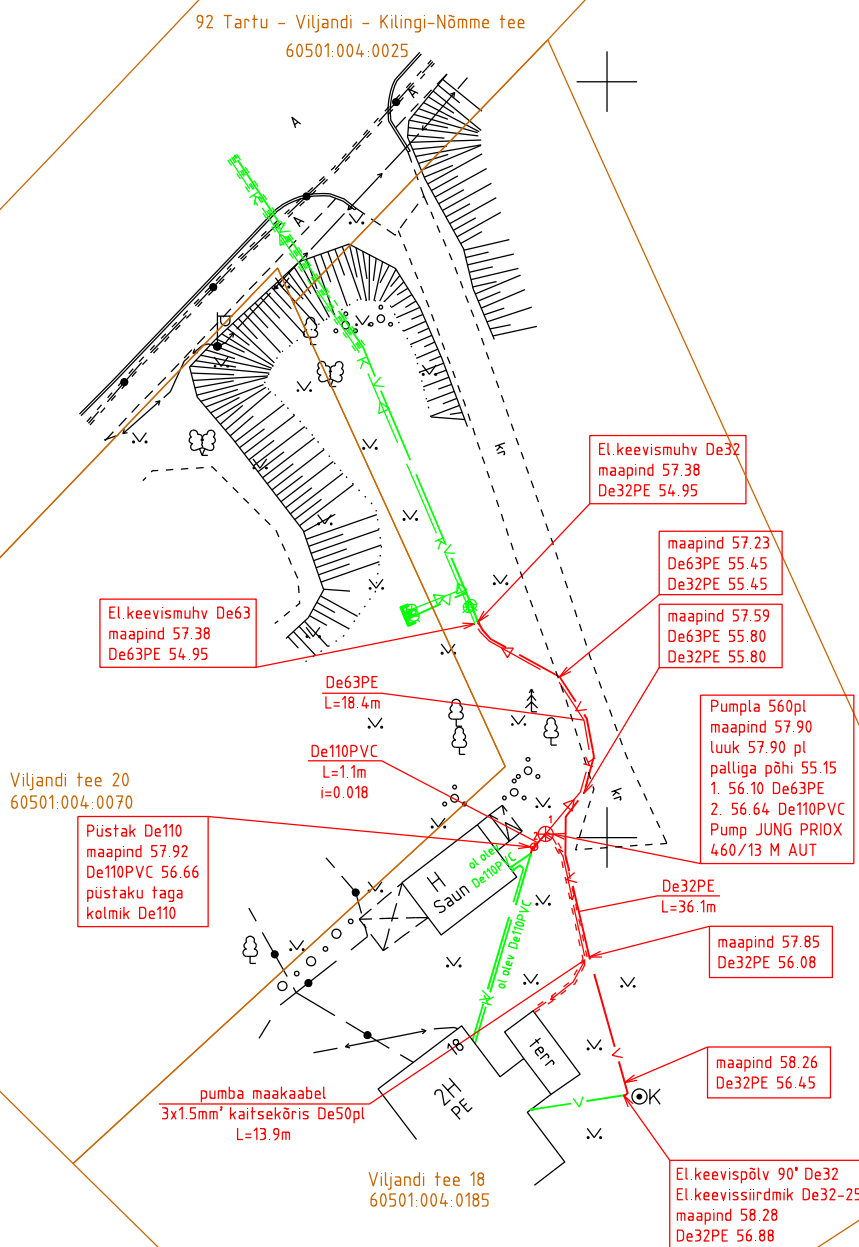 92 Tartu - Viljandi - Kilingi-Nõmme tee
60501:004:0025
A
A
A
kr
El.keevismuhv De32
maapind 57.38
De32PE 54.95
maapind 57.23
De63PE 55.45
De32PE 55.45
El.keevismuhv De63
maapind 57.38
De63PE 54.95
maapind 57.59
De63PE 55.80
De32PE 55.80
De63PE
L=18.4m
Pumpla 560pl
maapind 57.90
luuk 57.90 pl
palliga põhi 55.15
1. 56.10 De63PE
2. 56.64 De110PVC
Pump JUNG PRIOX
460/13 M AUT
De110PVC
L=1.1m
i=0.018
Viljandi tee 20
60501:004:0070
kr
1
2
Püstak De110
maapind 57.92
De110PVC 56.66
püstaku taga
kolmik De110
H
Saun
ol olev
De110PVC
De32PE
L=36.1m
ol olev De110PVC
maapind 57.85
De32PE 56.08
18
terr
2H
PE
maapind 58.26
De32PE 56.45
K
pumba maakaabel
3x1.5mm² kaitsekõris De50pl
L=13.9m
Viljandi tee 18
60501:004:0185
El.keevispõlv 90° De32
El.keevissiirdmik De32-25
maapind 58.28
De32PE 56.88